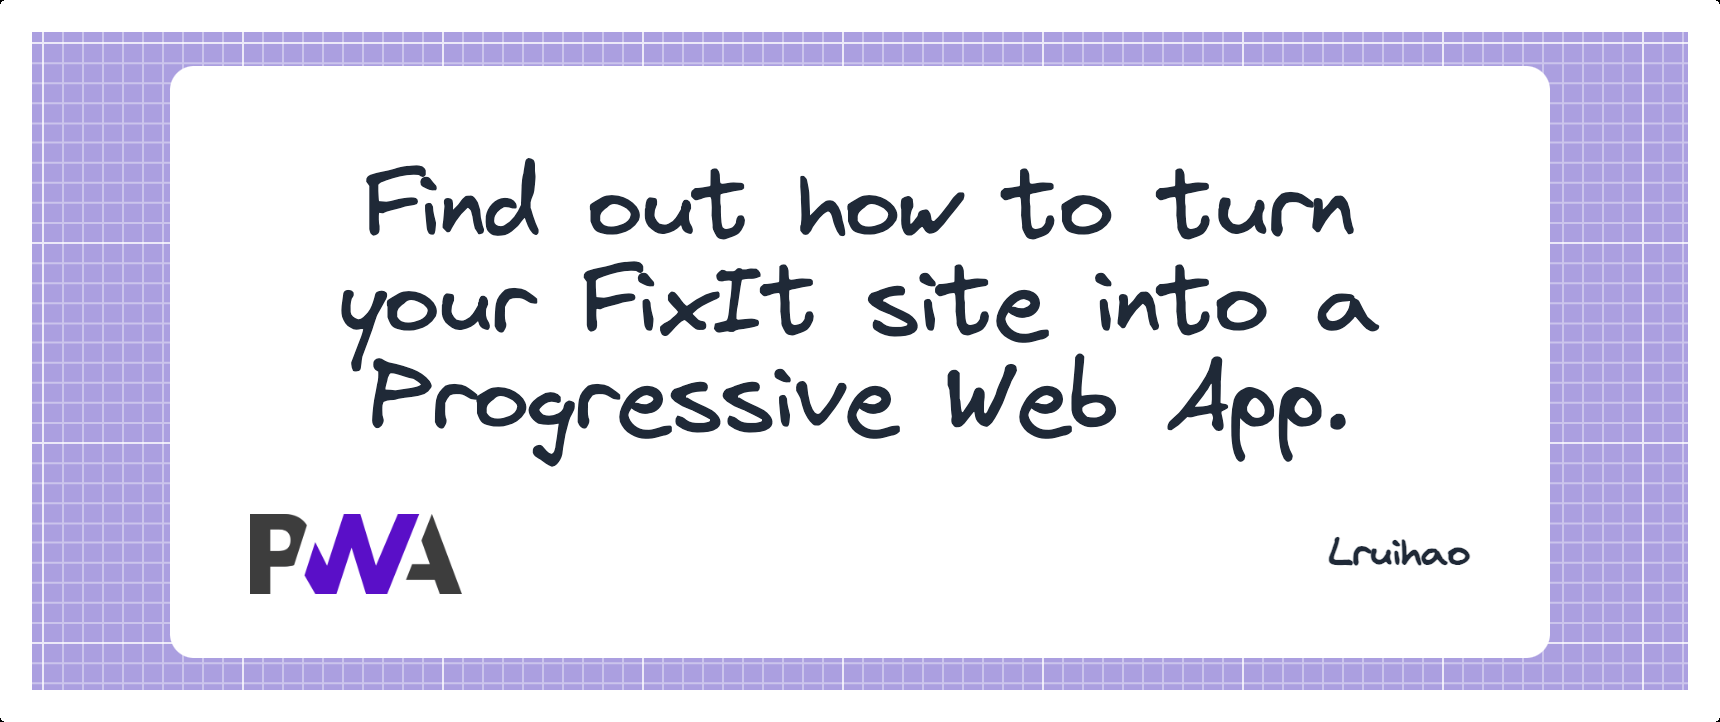 Find out how to turn
your FixIt site into a
Progressive Web App.
PWA
Lruihao